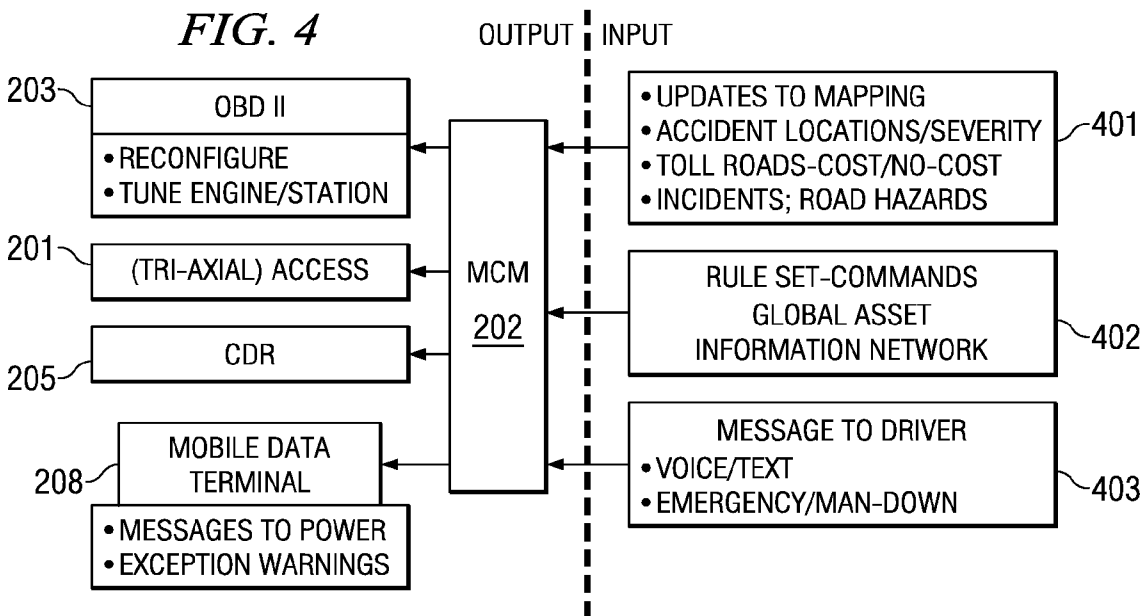 FIG. 4
OUTPUT
INPUT
203
OBD II
• RECONFIGURE
• TUNE ENGINE/STATION
201
(TRI-AXIAL) ACCESS
205
CDR
208
MOBILE DATA
TERMINAL
• MESSAGES TO POWER
• EXCEPTION WARNINGS
MCM
202
• UPDATES TO MAPPING
• ACCIDENT LOCATIONS/SEVERITY
• TOLL ROADS-COST/NO-COST
• INCIDENTS; ROAD HAZARDS
401
RULE SET-COMMANDS
GLOBAL ASSET
INFORMATION NETWORK
402
MESSAGE TO DRIVER
• VOICE/TEXT
• EMERGENCY/MAN-DOWN
403